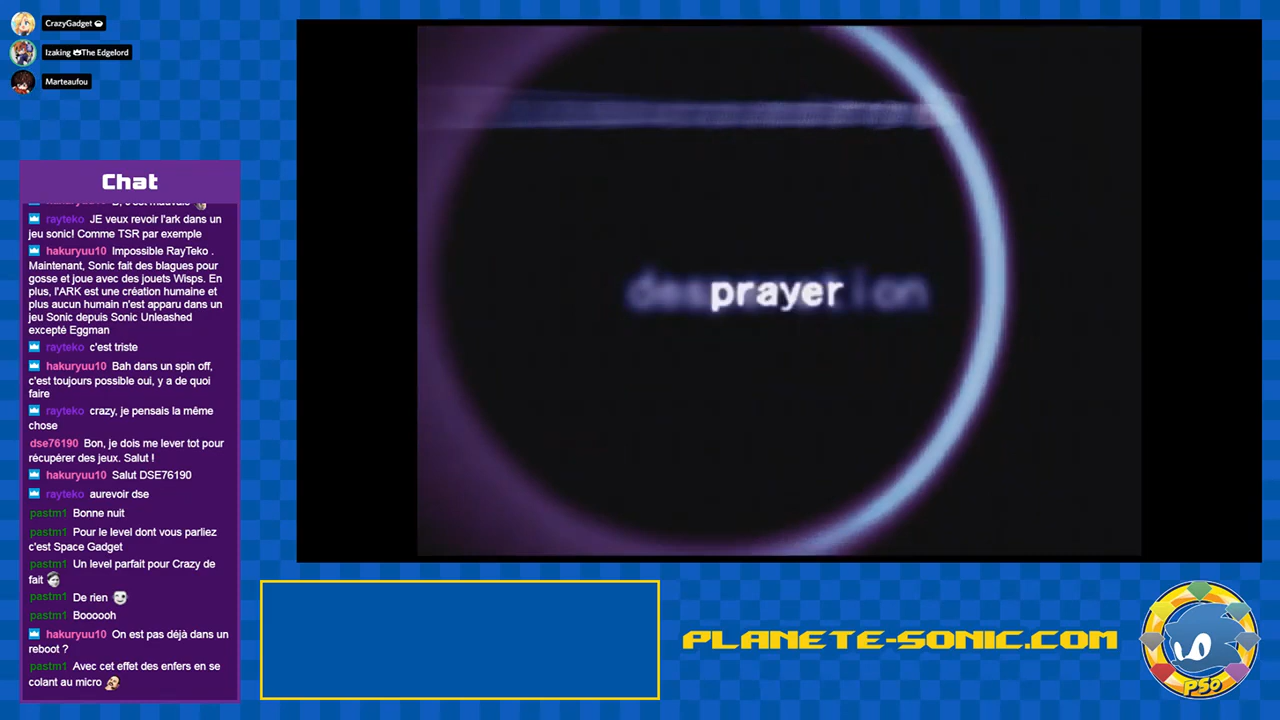 CrazyGadget
Izaking The Edgelord
Marteaufou
Chat
rayteko JE veux revoir l'ark dans un
jeu sonic! Comme TSR par exemple
hakuryuu10 Impossible RayTeko .
Maintenant, Sonic fait des blagues pour
gosse et joue avec des jouets Wisps. En
plus, l'ARK est une création humaine et
plus aucun humain n'est apparu dans un
jeu Sonic depuis Sonic Unleashed
excepté Eggman
rayteko c'est triste
hakuryuu10 Bah dans un spin off,
c'est toujours possible oui, y a de quoi
faire
rayteko crazy, je pensais la même
chose
dse76190 Bon, je dois me lever tot pour
récupérer des jeux. Salut !
hakuryuu10 Salut DSE76190
rayteko aurevoir dse
pastm1 Bonne nuit
pastm1 Pour le level dont vous parliez
c'est Space Gadget
pastm1 Un level parfait pour Crazy de
fait
pastm1 De rien
pastm1 Boooooh
hakuryuu10 On est pas déjà dans un
reboot ?
pastm1 Avec cet effet des enfers en se
colant au micro
prayer
PLANETE-SONIC.COM
PSo